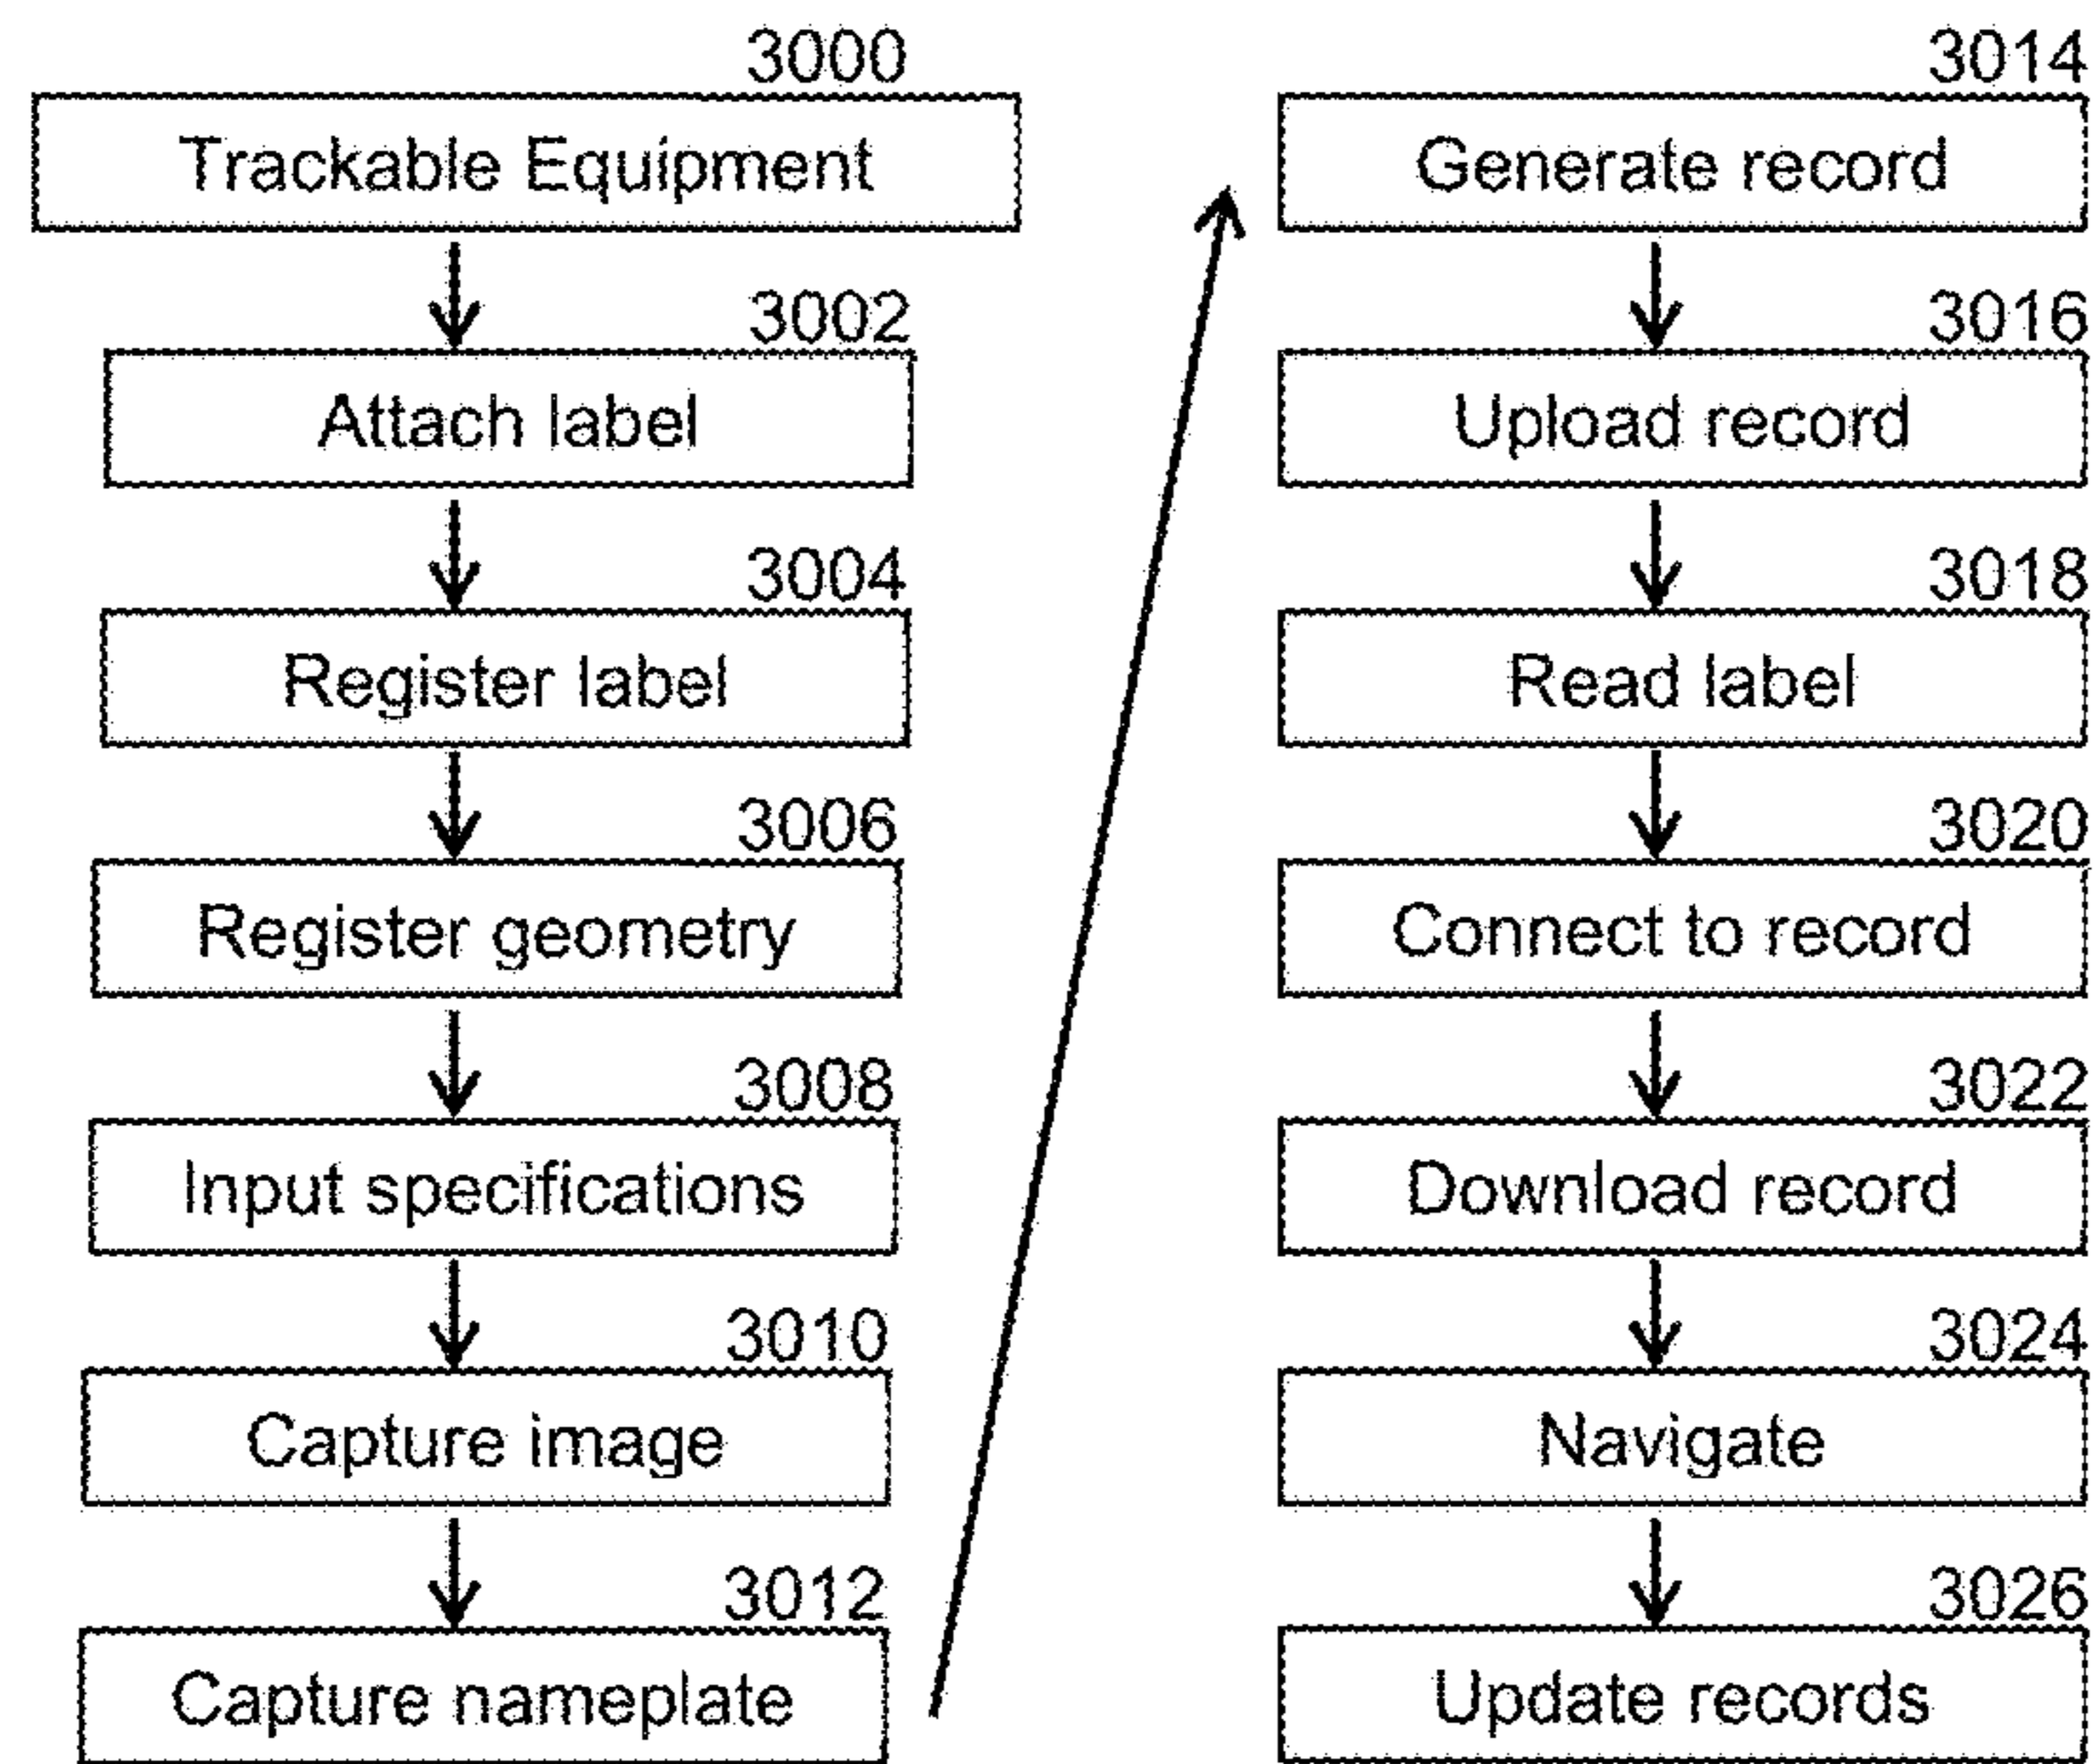 3000
Trackable Equipment
3002
Attach label
3004
Register label
3006
Register geometry
3008
Input specifications
3010
Capture image
3012
Capture nameplate
3014
Generate record
3016
Upload record
3018
Read label
3020
Connect to record
3022
Download record
3024
Navigate
3026
Update records